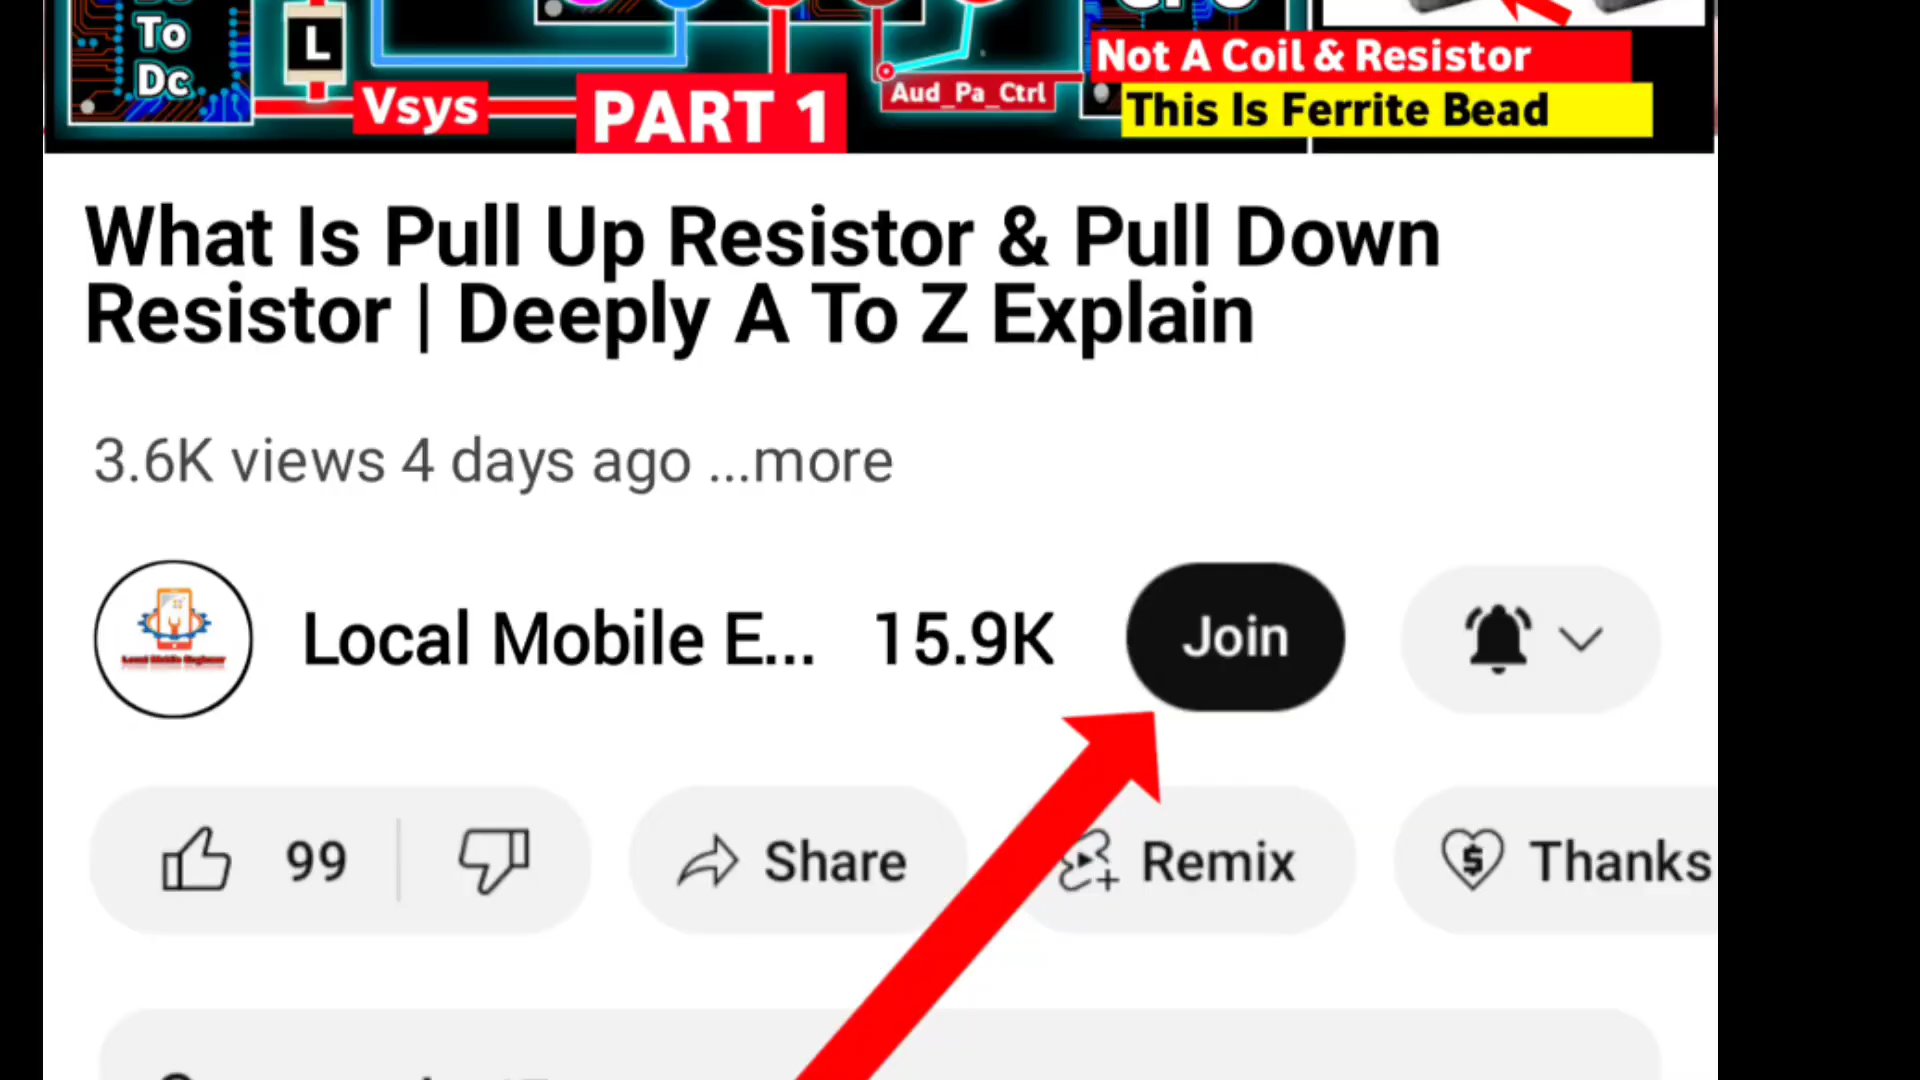 To
Dc
L
Vsys
PART 1
Aud_Pa_Ctrl
Not A Coil & Resistor
This Is Ferrite Bead
What Is Pull Up Resistor & Pull Down
Resistor | Deeply A To Z Explain
3.6K views 4 days ago ...more
Local Mobile E... 15.9K
Join
99
Share
Remix
Thanks